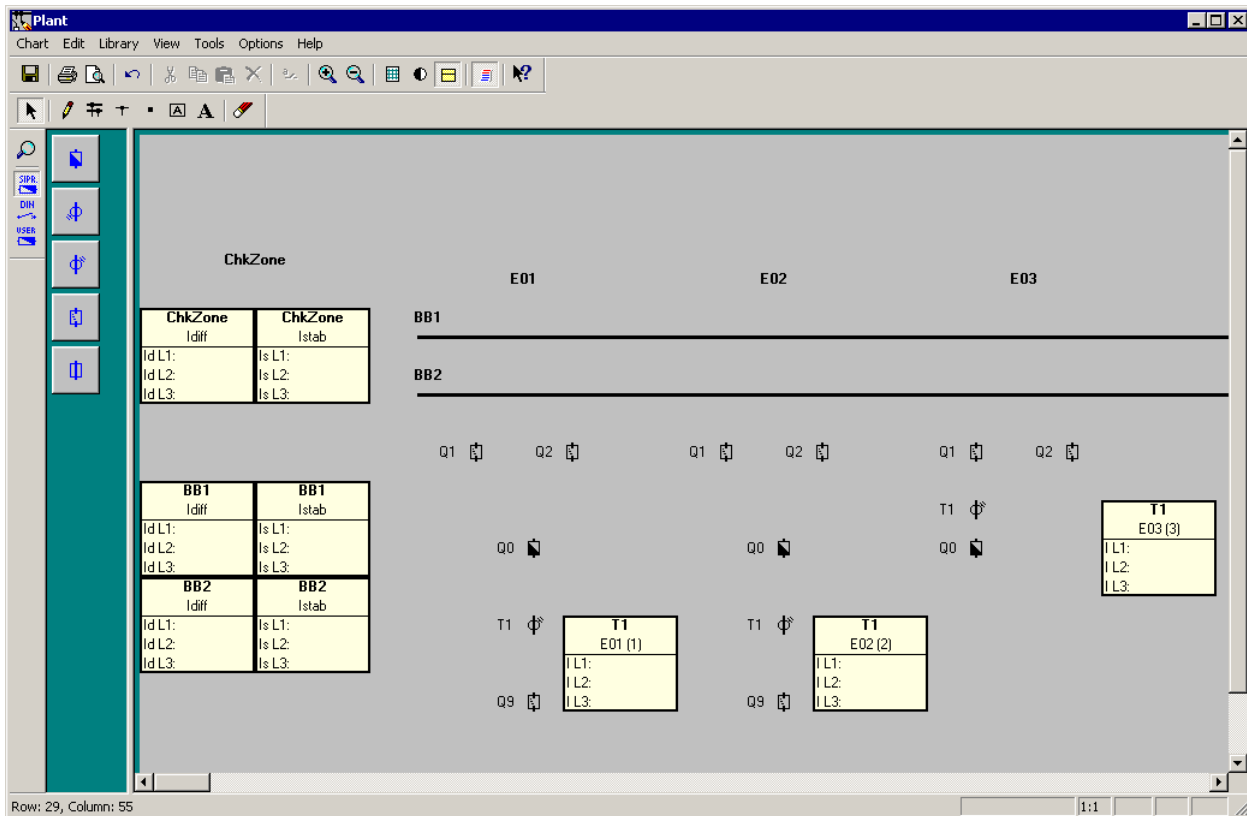 Plant
Chart Edit Library View Tools Options Help
A A
SIPR.
DIN
USER
ChkZone
E01 E02 E03
ChkZone ChkZone
Idiff Istab
Id L1: Is L1:
Id L2: Is L2:
Id L3: Is L3:
BB1
BB2
Q1 Q2 Q1 Q2 Q1 Q2
BB1 BB1
Idiff Istab
Id L1: Is L1:
Id L2: Is L2:
Id L3: Is L3:
BB2 BB2
Idiff Istab
Id L1: Is L1:
Id L2: Is L2:
Id L3: Is L3:
T1
T1
E03 (3)
I L1:
I L2:
I L3:
Q0 Q0 Q0
T1 T1
T1
E01 (1)
I L1:
I L2:
I L3:
T1
E02 (2)
I L1:
I L2:
I L3:
Q9 Q9
Row: 29, Column: 55 1:1